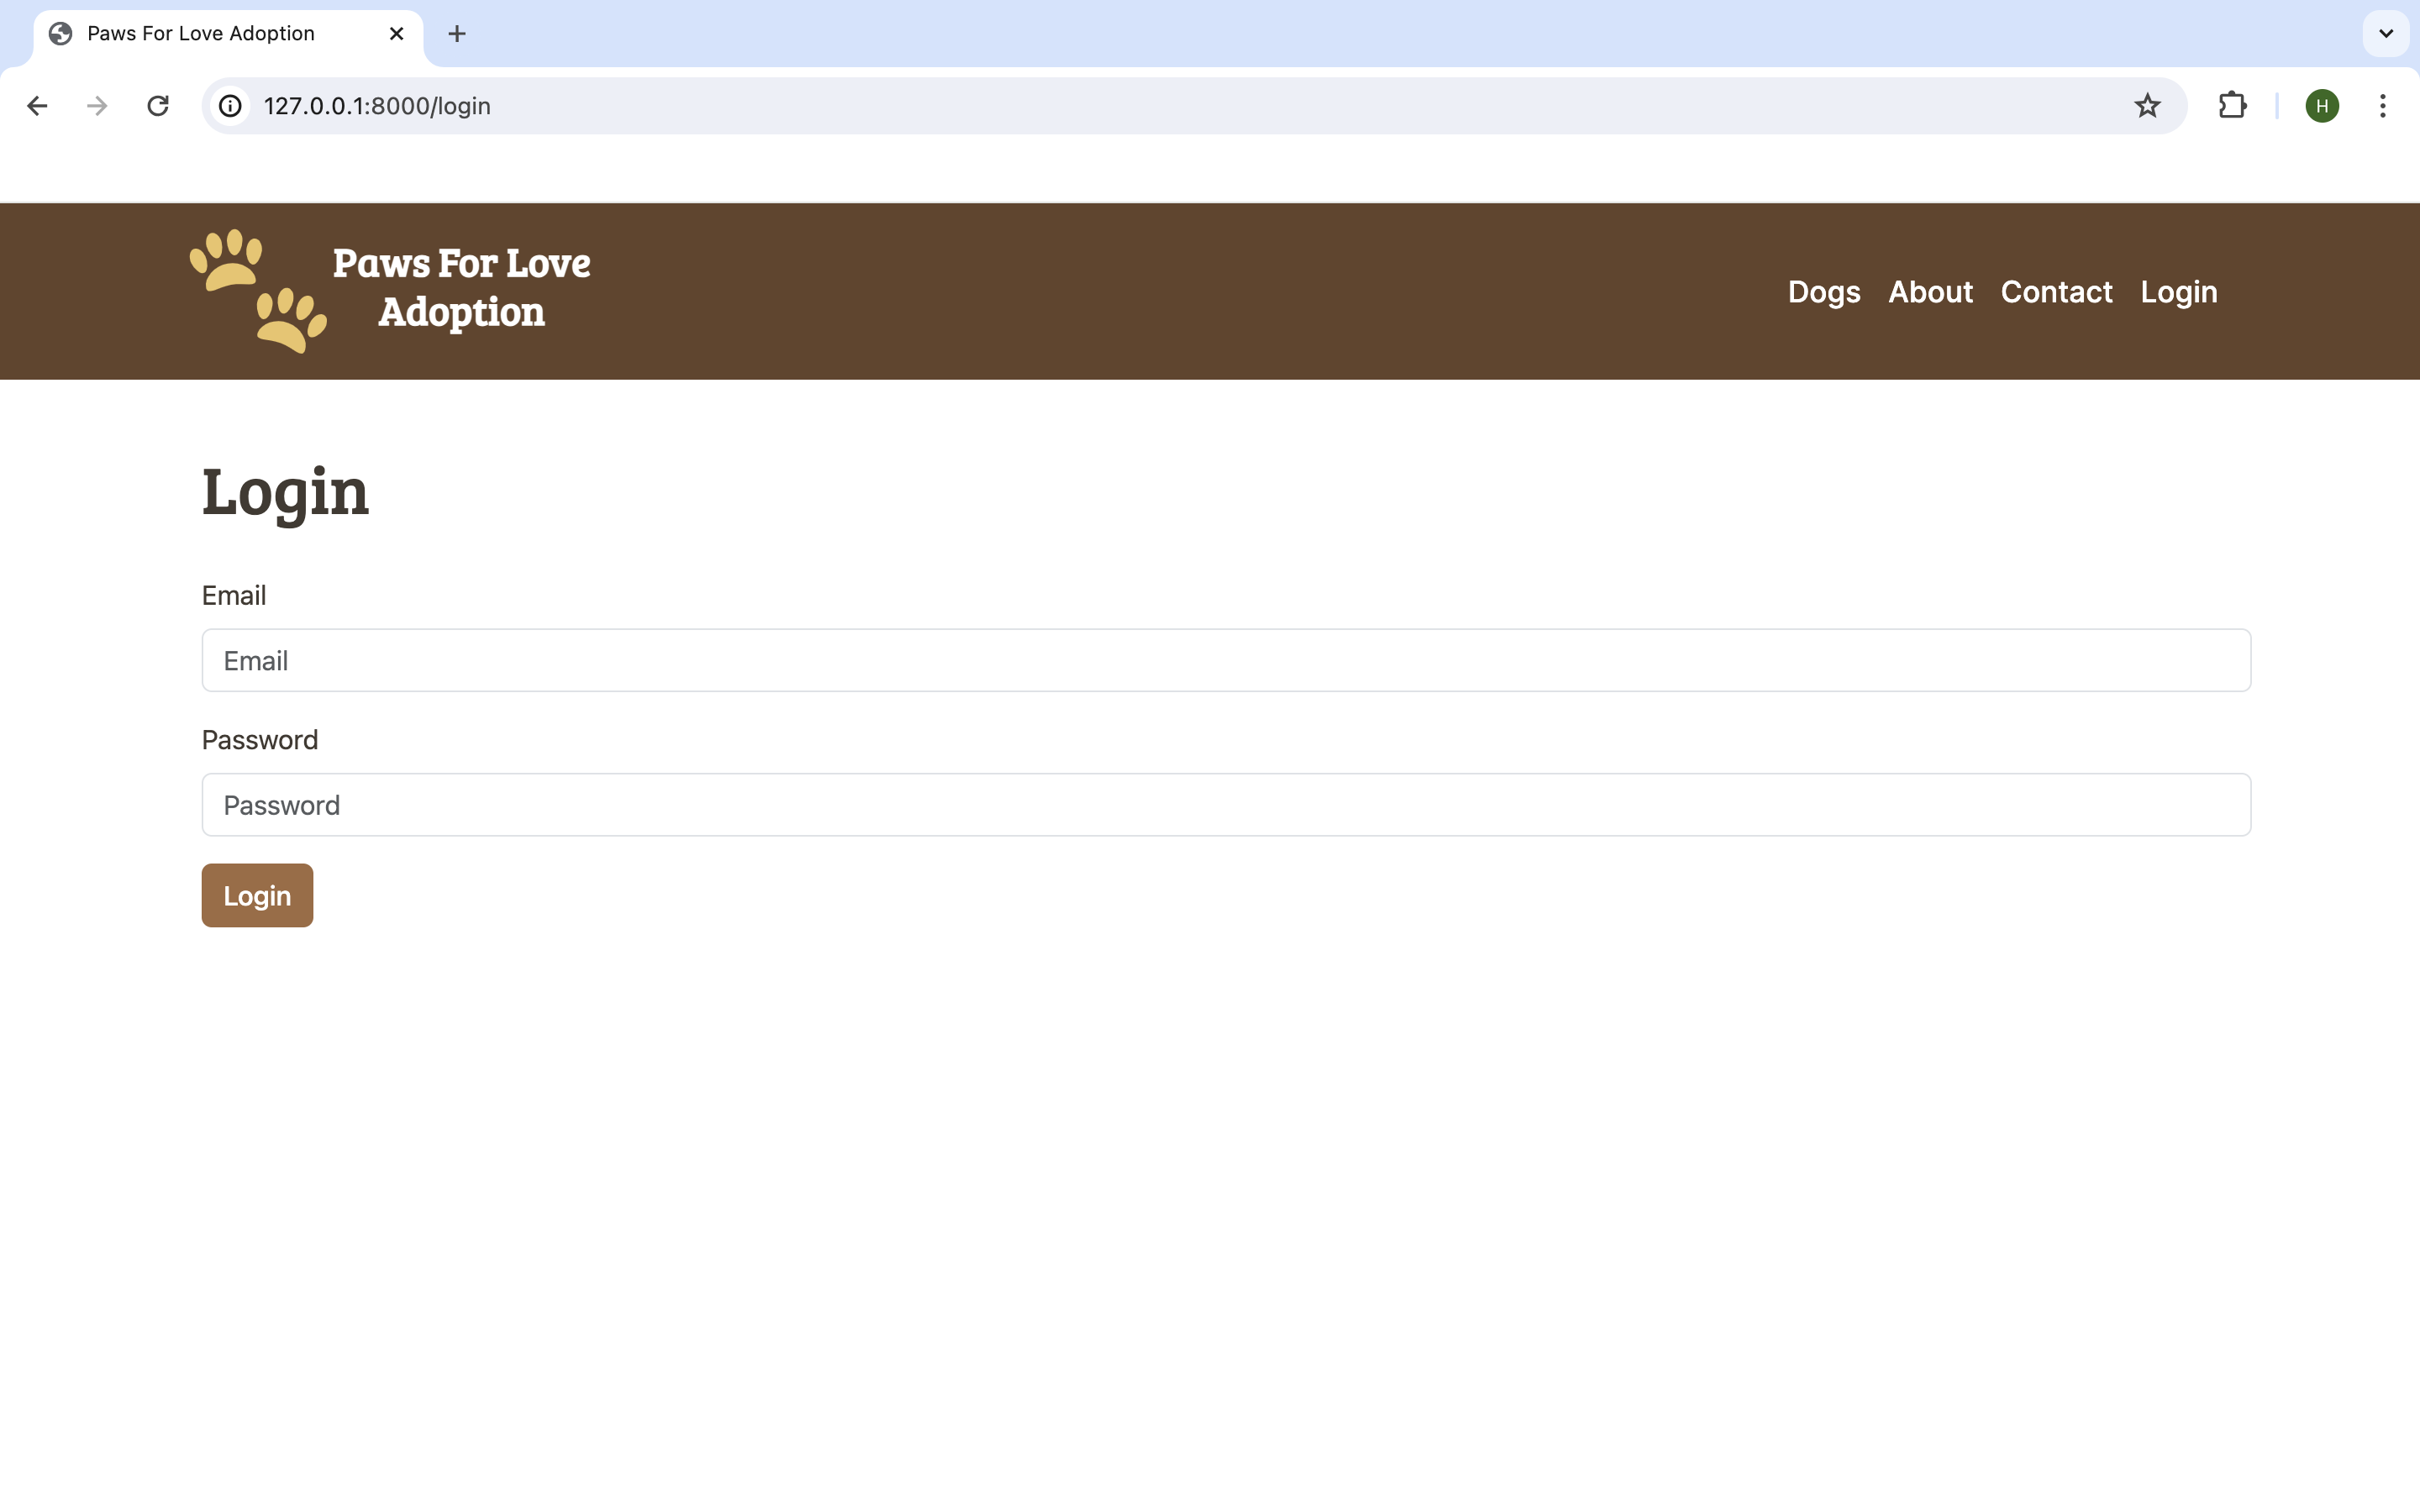 Paws For Love Adoption
127.0.0.1:8000/login
H
Paws For Love
Adoption
Dogs About Contact Login
Login
Email
Email
Password
Password
Login